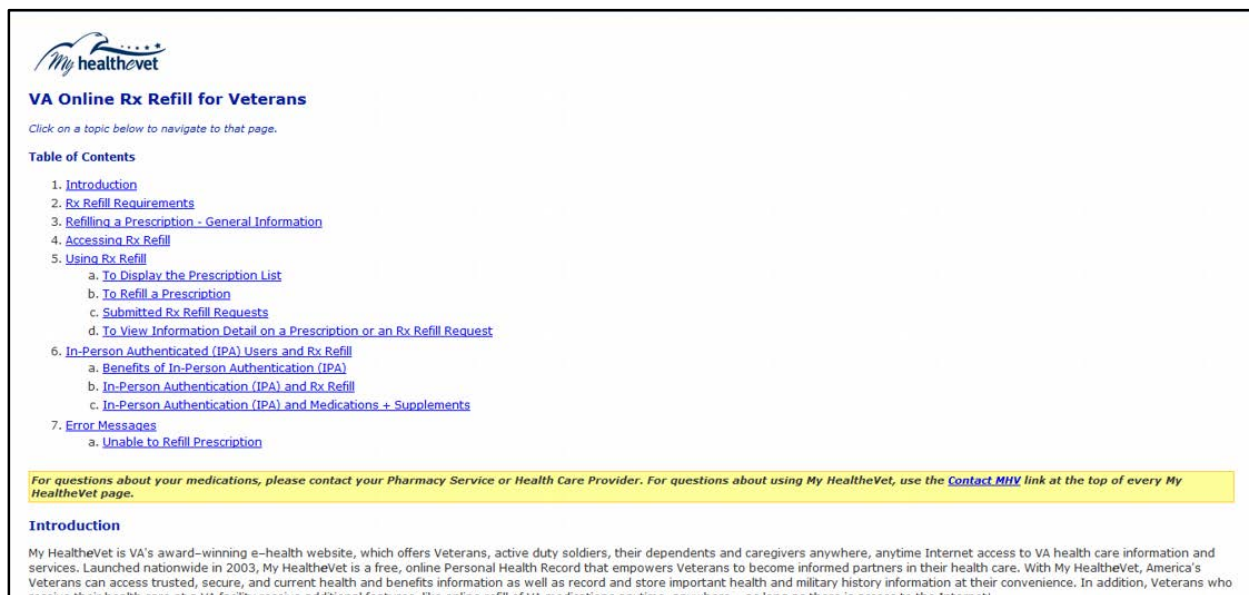 My healthevet
VA Online Rx Refill for Veterans
Click on a topic below to navigate to that page.
Table of Contents
1. Introduction
2. Rx Refill Requirements
3. Refilling a Prescription - General Information
4. Accessing Rx Refill
5. Using Rx Refill
a. To Display the Prescription List
b. To Refill a Prescription
c. Submitted Rx Refill Requests
d. To View Information Detail on a Prescription or an Rx Refill Request
6. In-Person Authenticated (IPA) Users and Rx Refill
a. Benefits of In-Person Authentication (IPA)
b. In-Person Authentication (IPA) and Rx Refill
c. In-Person Authentication (IPA) and Medications + Supplements
7. Error Messages
a. Unable to Refill Prescription
For questions about your medications, please contact your Pharmacy Service or Health Care Provider. For questions about using My HealtheVet, use the Contact MHV link at the top of every My
HealtheVet page.
Introduction
My HealtheVet is VA's award–winning e–health website, which offers Veterans, active duty soldiers, their dependents and caregivers anywhere, anytime Internet access to VA health care information and
services. Launched nationwide in 2003, My HealtheVet is a free, online Personal Health Record that empowers Veterans to become informed partners in their health care. With My HealtheVet, America's
Veterans can access trusted, secure, and current health and benefits information as well as record and store important health and military history information at their convenience. In addition, Veterans who